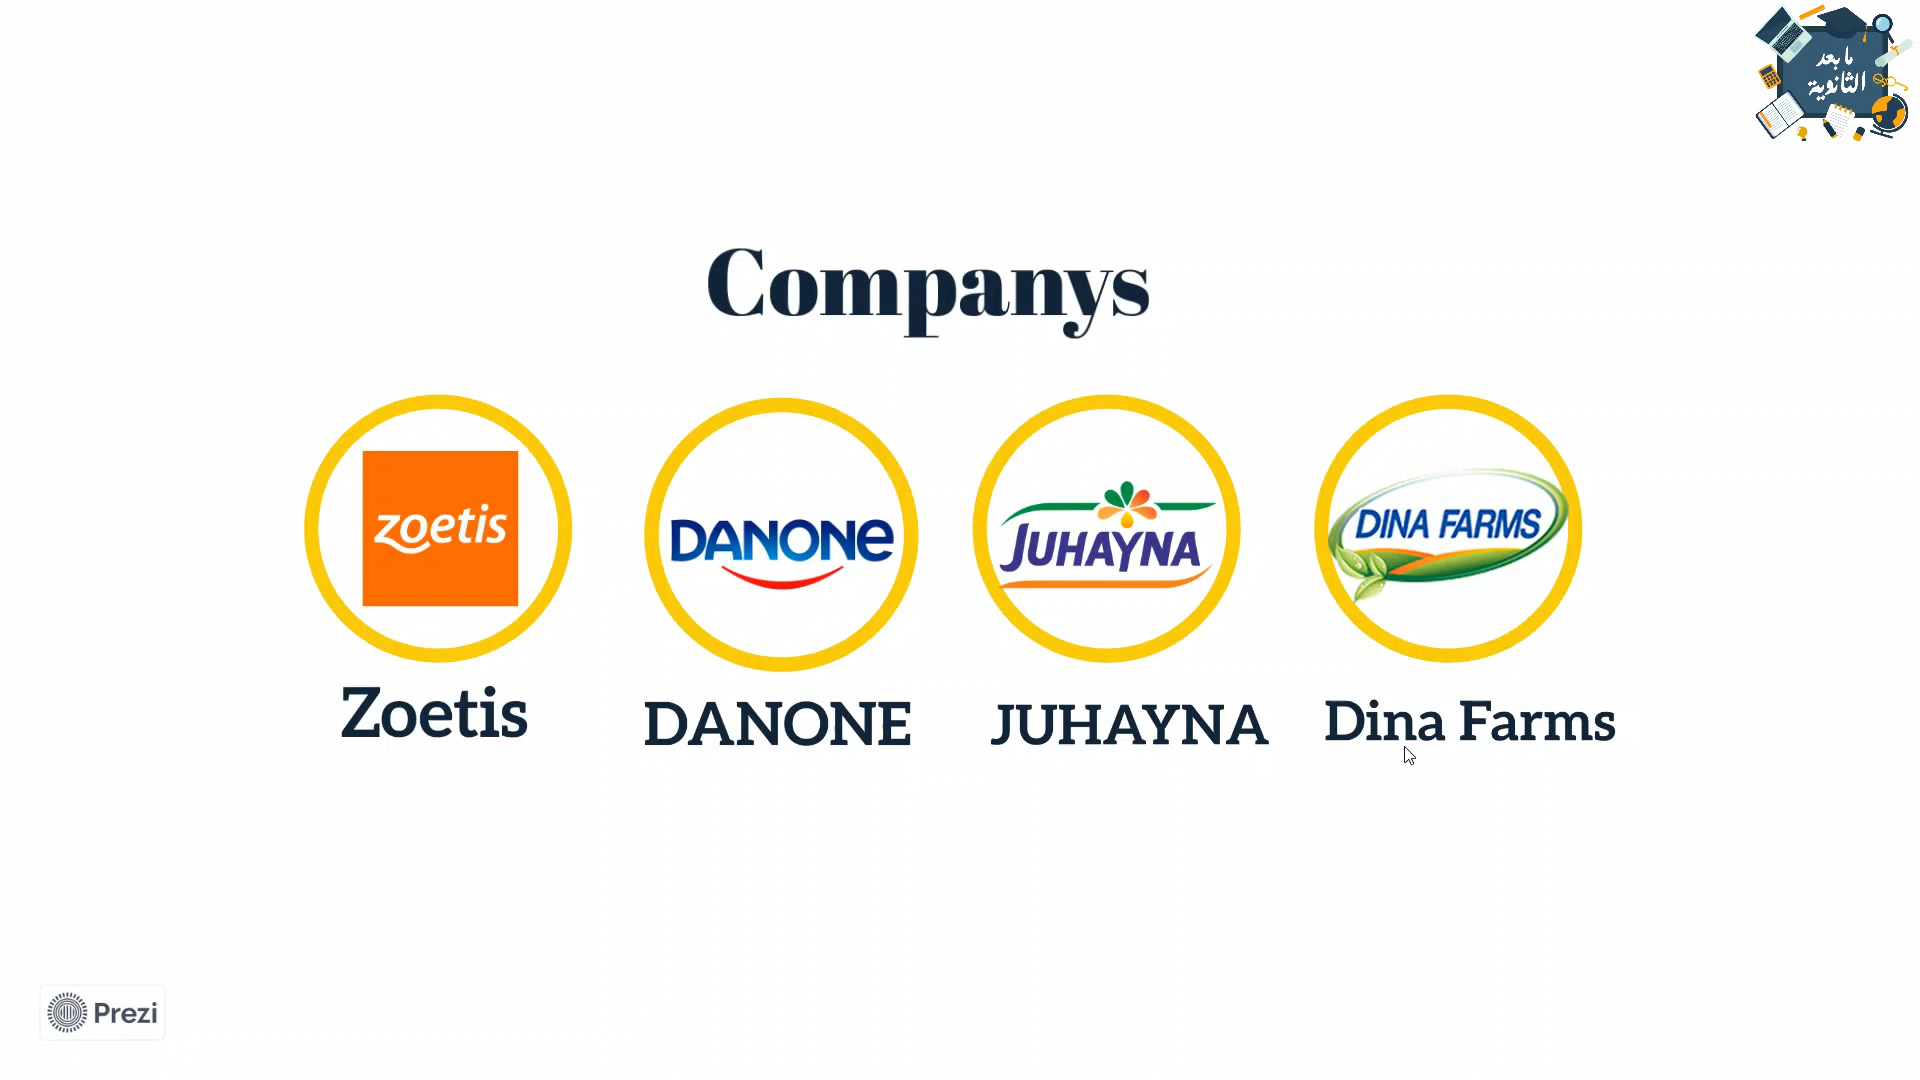 ما بعد
الثانوية
Companys
zoetis
DANONE
JUHAYNA
DINA FARMS
Zoetis
DANONE
JUHAYNA
Dina Farms
Prezi